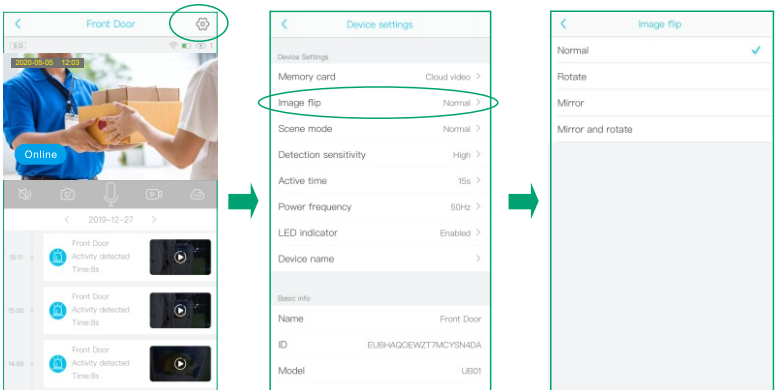 Front Door
SD
2020-05-05 12:03
Online
2019-12-27
15:11
Front Door
Activity detected
Time:8s
15:00
Front Door
Activity detected
Time:8s
14:59
Front Door
Activity detected
Time:8s
Device settings
Device Settings
Memory card Cloud video
Image flip Normal
Scene mode Normal
Detection sensitivity High
Active time 15s
Power frequency 50Hz
LED indicator Enabled
Device name
Basic info
Name Front Door
ID EUBHAQOEWZT7MCYSN4DA
Model UB01
Image flip
Normal
Rotate
Mirror
Mirror and rotate